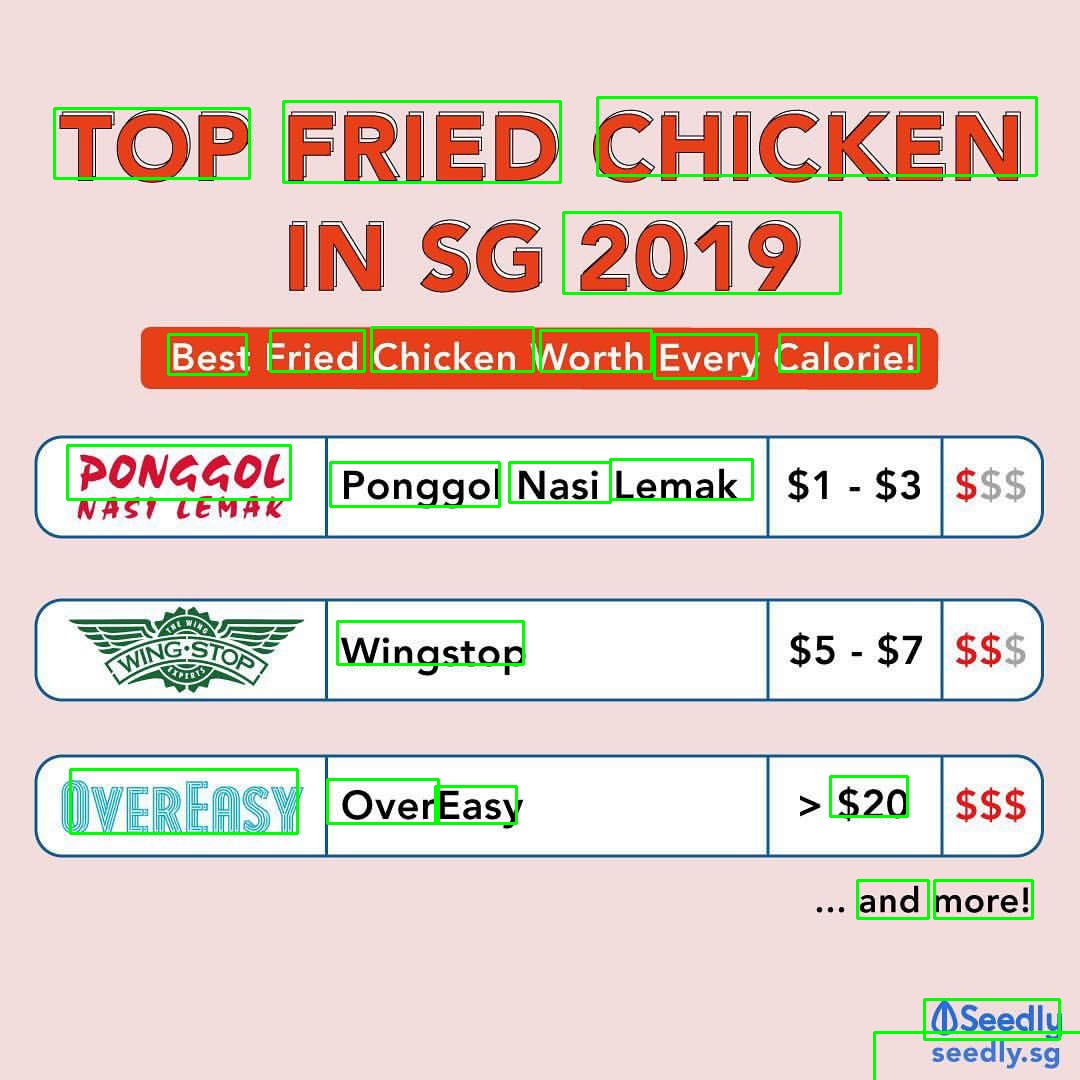 TOP FRIED CHICKEN
IN SG 2019
Best Fried Chicken Worth Every Calorie!
PONGGOL
NASI LEMAK
Ponggol Nasi Lemak
$1 - $3
$$$
THE WING
WING·STOP
EXPERTS
Wingstop
$5 - $7
$$$
OVEREASY
OverEasy
> $20
$$$
... and more!
Seedly
seedly.sg